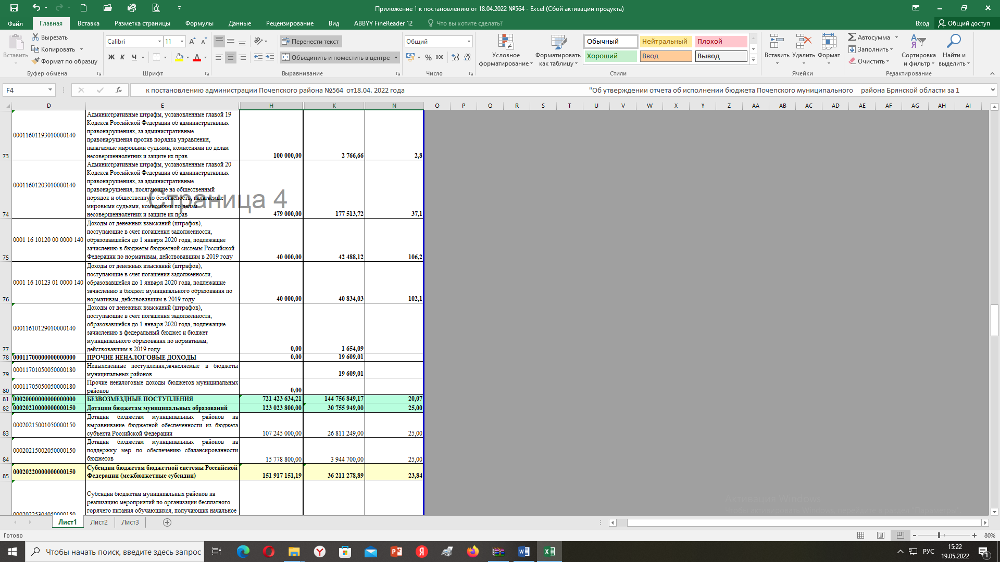 Приложение 1 к постановлению от 18.04.2022 №564 - Excel (Сбой активации продукта)
Файл Главная Вставка Разметка страницы Формулы Данные Рецензирование Вид ABBYY FineReader 12 Что вы хотите сделать? Вход Общий доступ
Вставить
Вырезать
Копировать
Формат по образцу
Буфер обмена
Calibri 11
Ж К Ч
Шрифт
Перенести текст
Объединить и поместить в центре
Выравнивание
Общий
% 000
Число
Условное форматирование
Форматировать как таблицу
Обычный Нейтральный Плохой
Хороший Ввод Вывод
Стили
Вставить Удалить Формат
Ячейки
Автосумма
Заполнить
Очистить
Сортировка и фильтр
Найти и выделить
Редактирование
F4 fx к постановлению администрации Почепского района №564 от18.04. 2022 года "Об утверждении отчета об исполнении бюджета Почепского муниципального района Брянской области за 1
D E H K N O P Q R S T U V W X Y Z AA AB AC AD AE AF AG AH AI
73 00011601193010000140
Административные штрафы, установленные главой 19
Кодекса Российской Федерации об административных
правонарушениях, за административные
правонарушения против порядка управления,
налагаемые мировыми судьями, комиссиями по делам
несовершеннолетних и защите их прав 100 000,00 2 766,66 2,8
74 00011601203010000140
Административные штрафы, установленные главой 20
Кодекса Российской Федерации об административных
правонарушениях, за административные
правонарушения, посягающие на общественный
порядок и общественную безопасность, налагаемые
мировыми судьями, комиссиями по делам
несовершеннолетних и защите их прав 479 000,00 177 513,72 37,1
Страница 4
75 0001 16 10120 00 0000 140
Доходы от денежных взысканий (штрафов),
поступающие в счет погашения задолженности,
образовавшейся до 1 января 2020 года, подлежащие
зачислению в бюджеты бюджетной системы Российской
Федерации по нормативам, действовавшим в 2019 году 40 000,00 42 488,12 106,2
76 0001 16 10123 01 0000 140
Доходы от денежных взысканий (штрафов),
поступающие в счет погашения задолженности,
образовавшейся до 1 января 2020 года, подлежащие
зачислению в бюджет муниципального образования по
нормативам, действовавшим в 2019 году 40 000,00 40 834,03 102,1
77 00011610129010000140
Доходы от денежных взысканий (штрафов),
поступающие в счет погашения задолженности,
образовавшейся до 1 января 2020 года, подлежащие
зачислению в федеральный бюджет и бюджет
муниципального образования по нормативам,
действовавшим в 2019 году 0,00 1 654,09
78 00011700000000000000 ПРОЧИЕ НЕНАЛОГОВЫЕ ДОХОДЫ 0,00 19 609,01
79 00011701050050000180
Невыясненные поступления,зачисляемые в бюджеты
муниципальных районов 19 609,01
80 00011705050050000180
Прочие неналоговые доходы бюджетов муниципальных
районов 0,00
81 00020000000000000000 БЕЗВОЗМЕЗДНЫЕ ПОСТУПЛЕНИЯ 721 423 634,21 144 756 849,17 20,07
82 00020210000000000150 Дотации бюджетам муниципальных образований 123 023 800,00 30 755 949,00 25,00
83 00020215001050000150
Дотации бюджетам муниципальных районов на
выравнивание бюджетной обеспеченности из бюджета
субъекта Российской Федерации 107 245 000,00 26 811 249,00 25,00
84 00020215002050000150
Дотации бюджетам муниципальных районов на
поддержку мер по обеспечению сбалансированности
бюджетов 15 778 800,00 3 944 700,00 25,00
85 00020220000000000150
Субсидии бюджетам бюджетной системы Российской
Федерации (межбюджетные субсидии) 151 917 151,19 36 211 278,89 23,84
00020225304050000150
Субсидии бюджетам муниципальных районов на
реализацию мероприятий по организации бесплатного
горячего питания обучающихся, получающих начальное
Активация Windows
Лист1 Лист2 Лист3
Готово 80%
Чтобы начать поиск, введите здесь запрос
РУС 15:22
19.05.2022
1